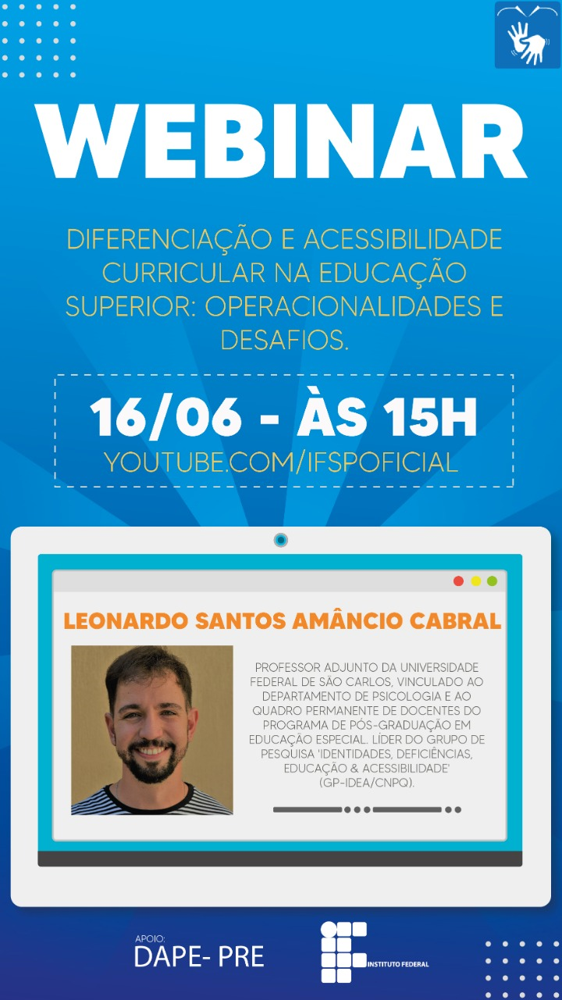 WEBINAR
DIFERENCIAÇÃO E ACESSIBILIDADE
CURRICULAR NA EDUCAÇÃO
SUPERIOR: OPERACIONALIDADES E
DESAFIOS.
16/06 - ÀS 15H
YOUTUBE.COM/IFSPOFICIAL
LEONARDO SANTOS AMÂNCIO CABRAL
PROFESSOR ADJUNTO DA UNIVERSIDADE
FEDERAL DE SÃO CARLOS, VINCULADO AO
DEPARTAMENTO DE PSICOLOGIA E AO
QUADRO PERMANENTE DE DOCENTES DO
PROGRAMA DE PÓS-GRADUAÇÃO EM
EDUCAÇÃO ESPECIAL. LÍDER DO GRUPO DE
PESQUISA 'IDENTIDADES, DEFICIÊNCIAS,
EDUCAÇÃO & ACESSIBILIDADE'
(GP-IDEA/CNPQ).
APOIO:
DAPE- PRE
INSTITUTO FEDERAL